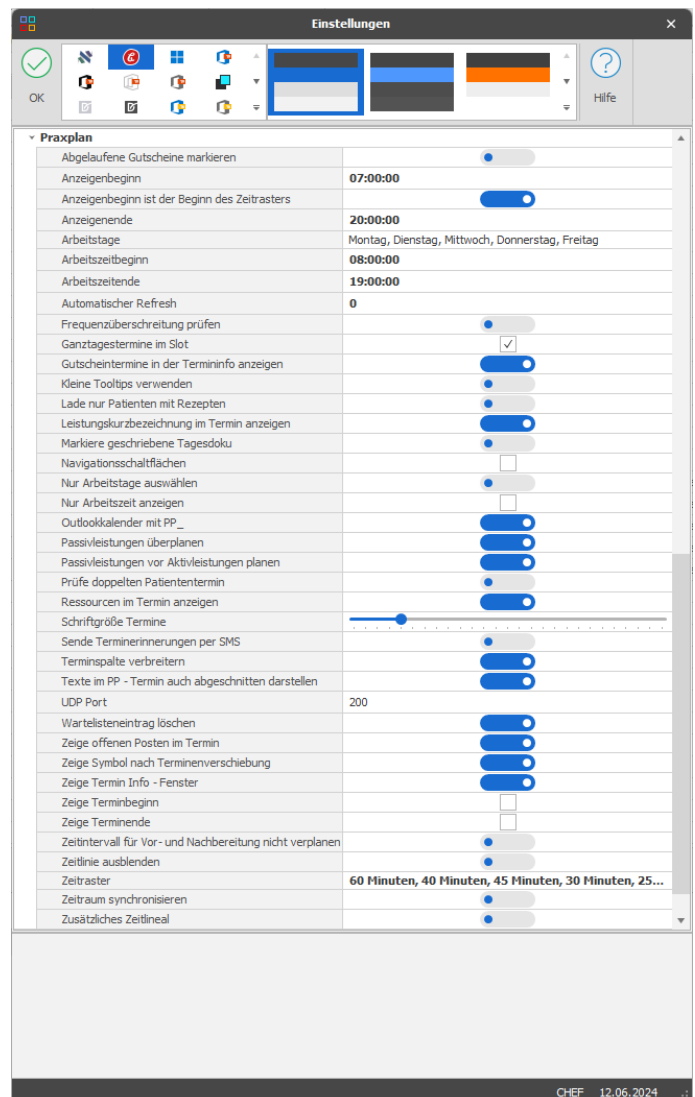 Einstellungen
OK
Hilfe
Praxplan
Abgelaufene Gutscheine markieren
Anzeigenbeginn 07:00:00
Anzeigenbeginn ist der Beginn des Zeitrasters
Anzeigenende 20:00:00
Arbeitstage Montag, Dienstag, Mittwoch, Donnerstag, Freitag
Arbeitszeitbeginn 08:00:00
Arbeitszeitende 19:00:00
Automatischer Refresh 0
Frequenzüberschreitung prüfen
Ganztagestermine im Slot
Gutscheintermine in der Termininfo anzeigen
Kleine Tooltips verwenden
Lade nur Patienten mit Rezepten
Leistungskurzbezeichnung im Termin anzeigen
Markiere geschriebene Tagesdoku
Navigationsschaltflächen
Nur Arbeitstage auswählen
Nur Arbeitszeit anzeigen
Outlookkalender mit PP_
Passivleistungen überplanen
Passivleistungen vor Aktivleistungen planen
Prüfe doppelten Patiententermin
Ressourcen im Termin anzeigen
Schriftgröße Termine
Sende Terminerinnerungen per SMS
Terminspalte verbreitern
Texte im PP - Termin auch abgeschnitten darstellen
UDP Port 200
Wartelisteneintrag löschen
Zeige offenen Posten im Termin
Zeige Symbol nach Terminenverschiebung
Zeige Termin Info - Fenster
Zeige Terminbeginn
Zeige Terminende
Zeitintervall für Vor- und Nachbereitung nicht verplanen
Zeitlinie ausblenden
Zeitraster 60 Minuten, 40 Minuten, 45 Minuten, 30 Minuten, 25...
Zeitraum synchronisieren
Zusätzliches Zeitlineal
CHEF 12.06.2024